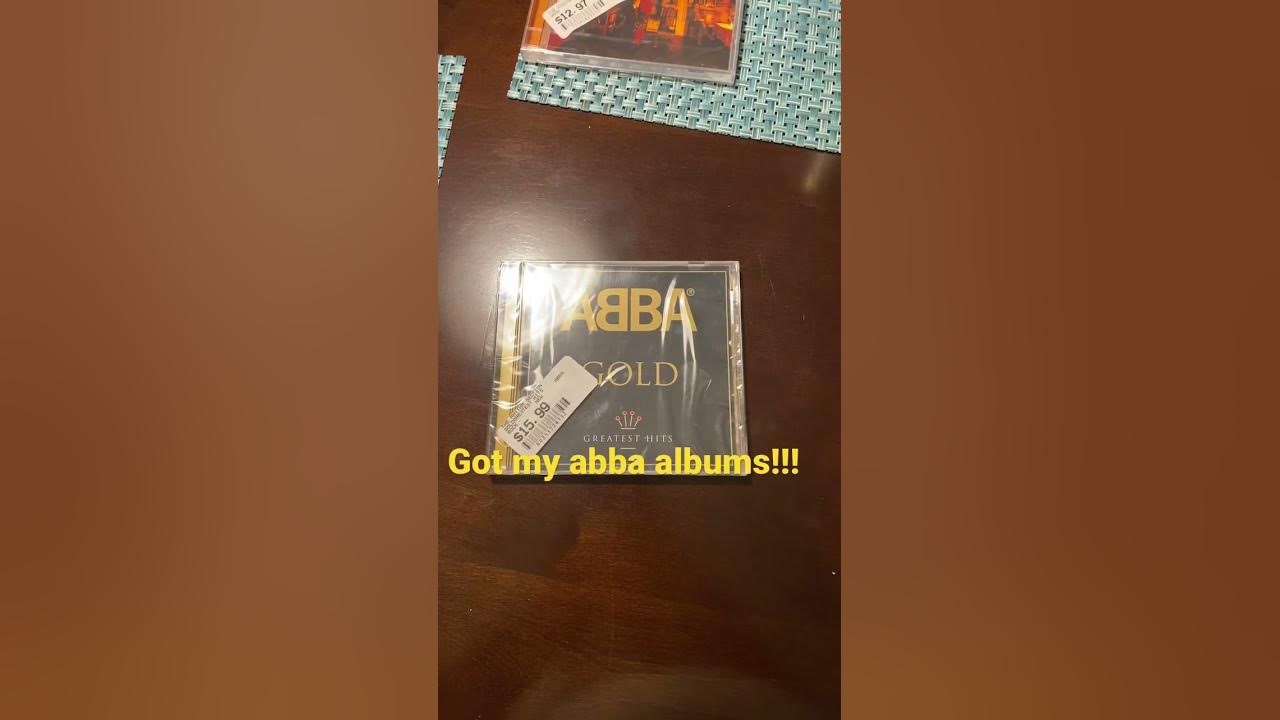 $12.97
ABBA®
GOLD
$15.99
GREATEST HITS
Got my abba albums!!!